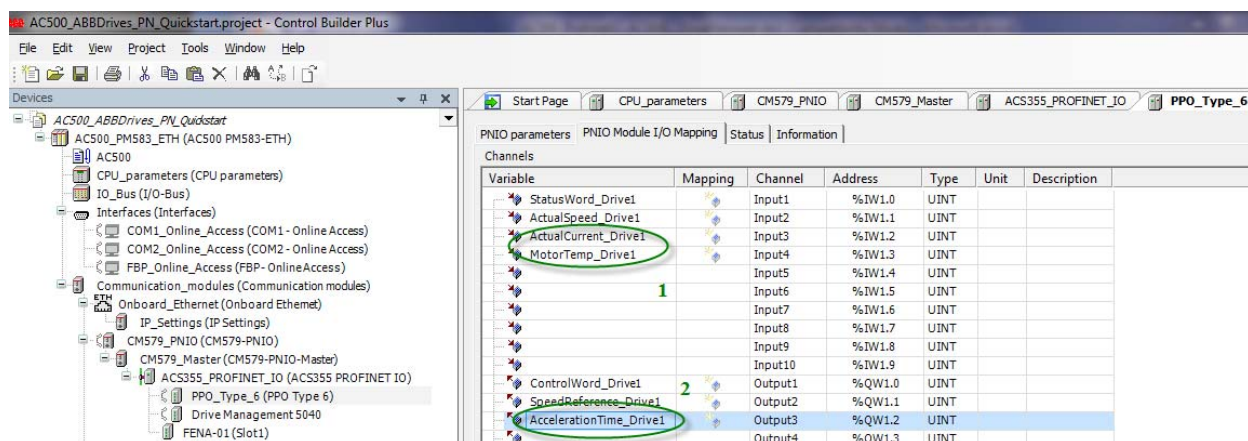 AC500_ABBDrives_PN_Quickstart.project - Control Builder Plus
File Edit View Project Tools Window Help
Devices
AC500_ABBDrives_PN_Quickstart
AC500_PM583_ETH (AC500 PM583-ETH)
AC500
CPU_parameters (CPU parameters)
IO_Bus (I/O-Bus)
Interfaces (Interfaces)
COM1_Online_Access (COM1 - Online Access)
COM2_Online_Access (COM2 - Online Access)
FBP_Online_Access (FBP- OnlineAccess)
Communication_modules (Communication modules)
ETH Onboard_Ethernet (Onboard Ethernet)
IP_Settings (IP Settings)
CM579_PNIO (CM579-PNIO)
CM579_Master (CM579-PNIO-Master)
ACS355_PROFINET_IO (ACS355 PROFINET IO)
PPO_Type_6 (PPO Type 6)
Drive Management 5040
FENA-01 (Slot1)
Start Page CPU_parameters CM579_PNIO CM579_Master ACS355_PROFINET_IO PPO_Type_6
PNIO parameters PNIO Module I/O Mapping Status Information
Channels
Variable Mapping Channel Address Type Unit Description
StatusWord_Drive1 Input1 %IW1.0 UINT
ActualSpeed_Drive1 Input2 %IW1.1 UINT
ActualCurrent_Drive1 Input3 %IW1.2 UINT
MotorTemp_Drive1 Input4 %IW1.3 UINT
Input5 %IW1.4 UINT
1 Input6 %IW1.5 UINT
Input7 %IW1.6 UINT
Input8 %IW1.7 UINT
Input9 %IW1.8 UINT
Input10 %IW1.9 UINT
ControlWord_Drive1 2 Output1 %QW1.0 UINT
SpeedReference_Drive1 Output2 %QW1.1 UINT
AccelerationTime_Drive1 Output3 %QW1.2 UINT
Output4 %QW1.3 UINT